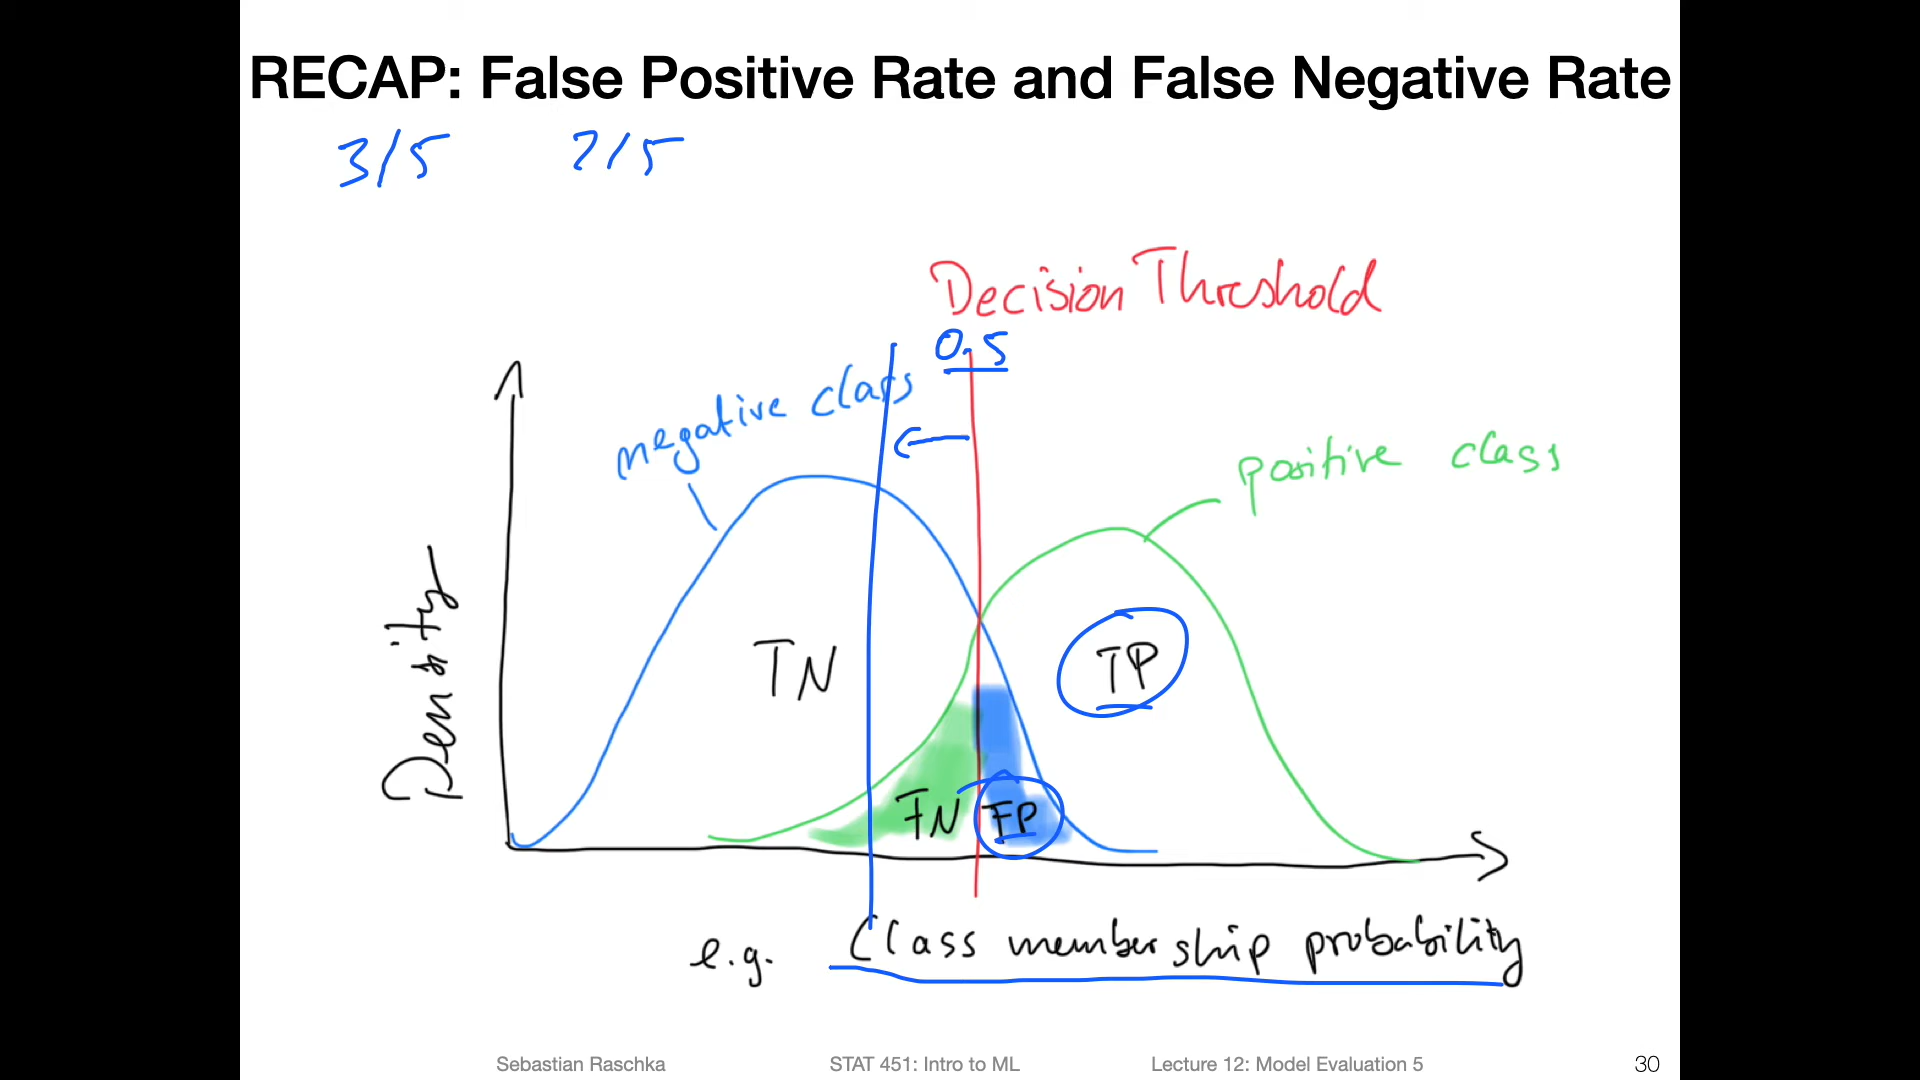 RECAP: False Positive Rate and False Negative Rate
3/5 2/5
Decision Threshold
0.5
negative class
positive class
Density
TN
TP
FN FP
e.g. Class membership probability
Sebastian Raschka STAT 451: Intro to ML Lecture 12: Model Evaluation 5 30